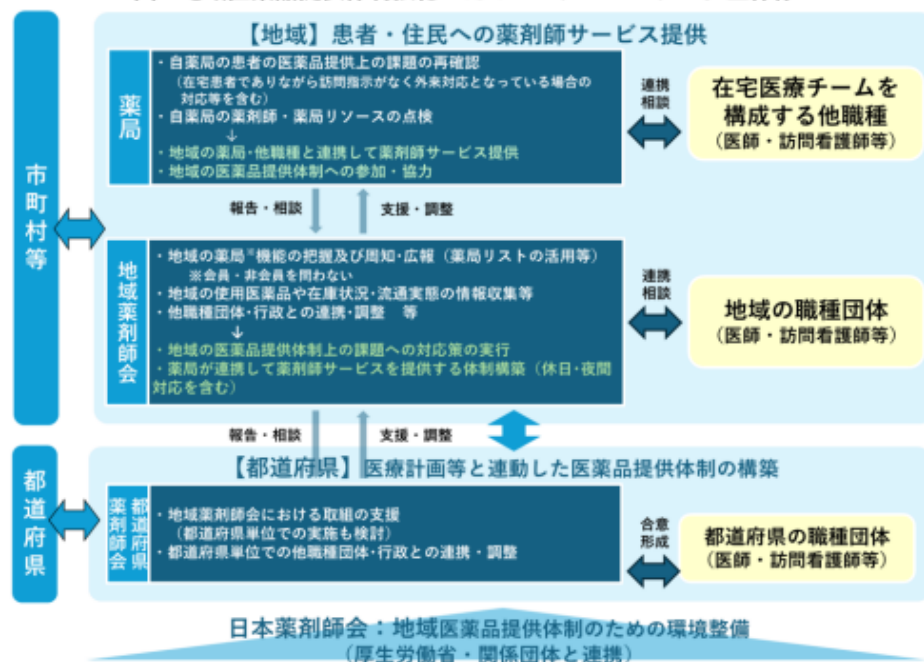 【地域】患者・住民への薬剤師サービス提供
市町村等
薬局
・自薬局の患者の医薬品提供上の課題の再確認
(在宅患者でありながら訪問指示がなく外来対応となっている場合の
対応等を含む)
・自薬局の薬剤師・薬局リソースの点検
↓
・地域の薬局・他職種と連携して薬剤師サービス提供
・地域の医薬品提供体制への参加・協力
連携
相談
在宅医療チームを
構成する他職種
(医師・訪問看護師等)
報告・相談
支援・調整
地域薬剤師会
・地域の薬局※機能の把握及び周知・広報(薬局リストの活用等)
※会員・非会員を問わない
・地域の使用医薬品や在庫状況・流通実態の情報収集等
・他職種団体・行政との連携・調整 等
↓
・地域の医薬品提供体制上の課題への対応策の実行
・薬局が連携して薬剤師サービスを提供する体制構築(休日・夜間
対応を含む)
連携
相談
地域の職種団体
(医師・訪問看護師等)
報告・相談
支援・調整
都道府県
【都道府県】医療計画等と連動した医薬品提供体制の構築
都道府県
薬剤師会
・地域薬剤師会における取組の支援
(都道府県単位での実施も検討)
・都道府県単位での他職種団体・行政との連携・調整
合意
形成
都道府県の職種団体
(医師・訪問看護師等)
日本薬剤師会:地域医薬品提供体制のための環境整備
(厚生労働省・関係団体と連携)